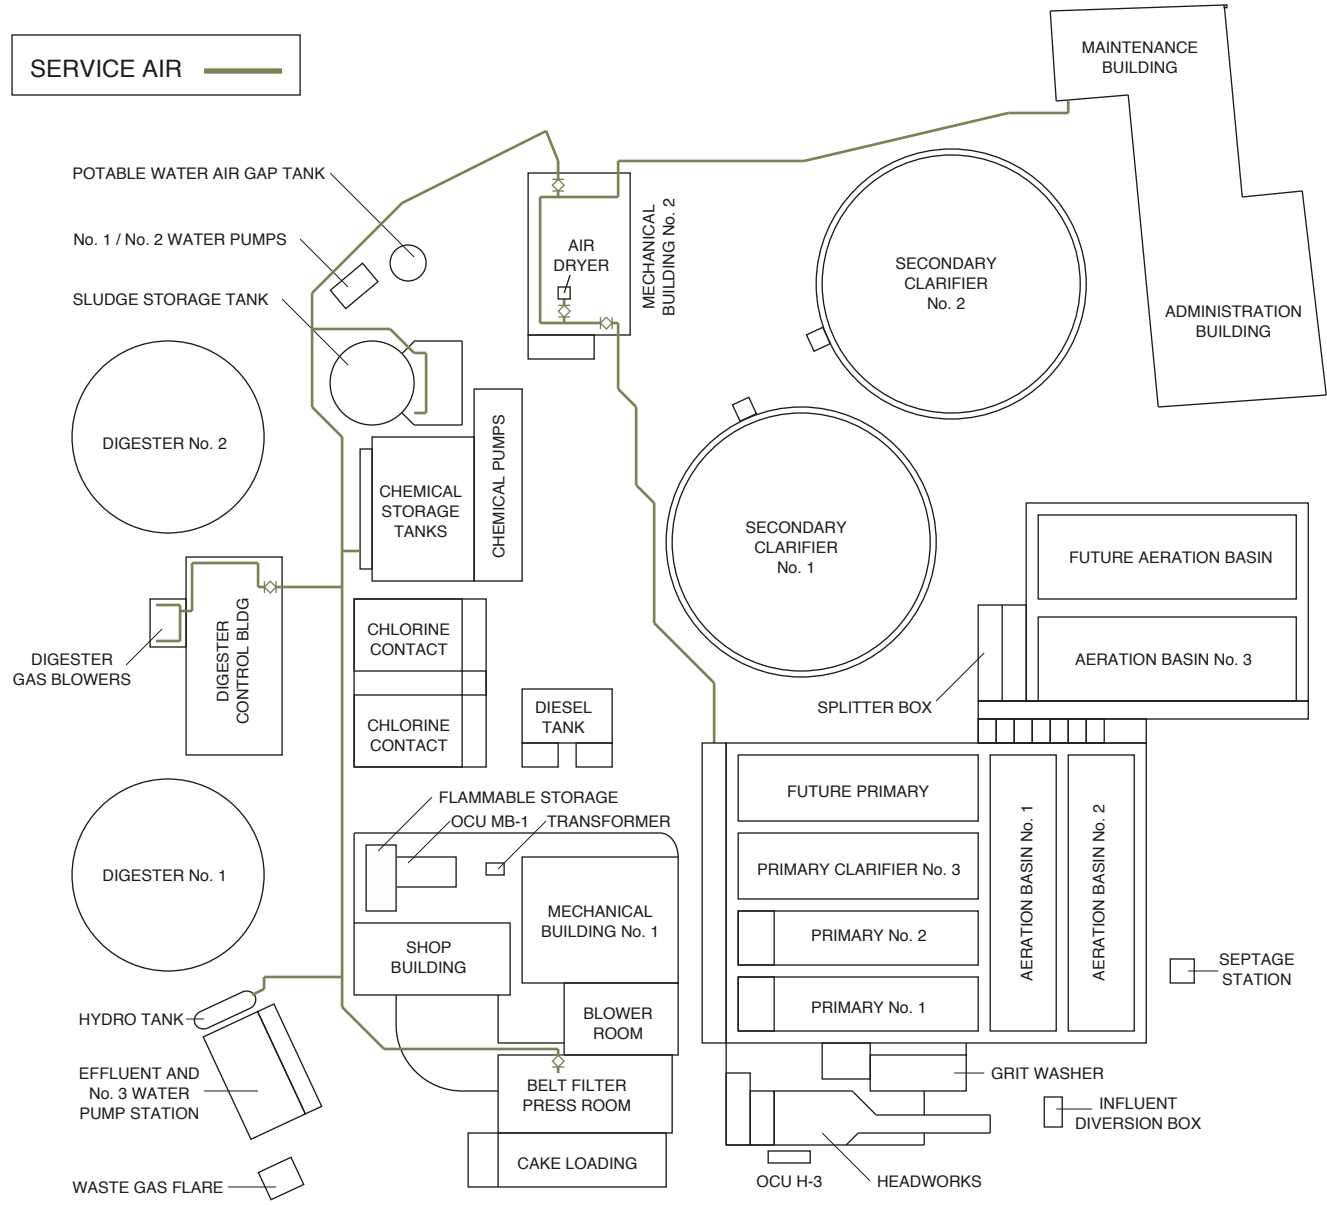 SERVICE AIR
MAINTENANCE
BUILDING
POTABLE WATER AIR GAP TANK
No. 1 / No. 2 WATER PUMPS
SLUDGE STORAGE TANK
AIR
DRYER
MECHANICAL
BUILDING No. 2
SECONDARY
CLARIFIER
No. 2
ADMINISTRATION
BUILDING
DIGESTER No. 2
CHEMICAL
STORAGE
TANKS
CHEMICAL PUMPS
SECONDARY
CLARIFIER
No. 1
FUTURE AERATION BASIN
AERATION BASIN No. 3
DIGESTER
GAS BLOWERS
DIGESTER
CONTROL BLDG
CHLORINE
CONTACT
CHLORINE
CONTACT
DIESEL
TANK
SPLITTER BOX
FLAMMABLE STORAGE
OCU MB-1
TRANSFORMER
FUTURE PRIMARY
PRIMARY CLARIFIER No. 3
PRIMARY No. 2
PRIMARY No. 1
AERATION BASIN No. 1
AERATION BASIN No. 2
DIGESTER No. 1
MECHANICAL
BUILDING No. 1
SHOP
BUILDING
SEPTAGE
STATION
HYDRO TANK
BLOWER
ROOM
EFFLUENT AND
No. 3 WATER
PUMP STATION
BELT FILTER
PRESS ROOM
GRIT WASHER
INFLUENT
DIVERSION BOX
CAKE LOADING
WASTE GAS FLARE
OCU H-3
HEADWORKS